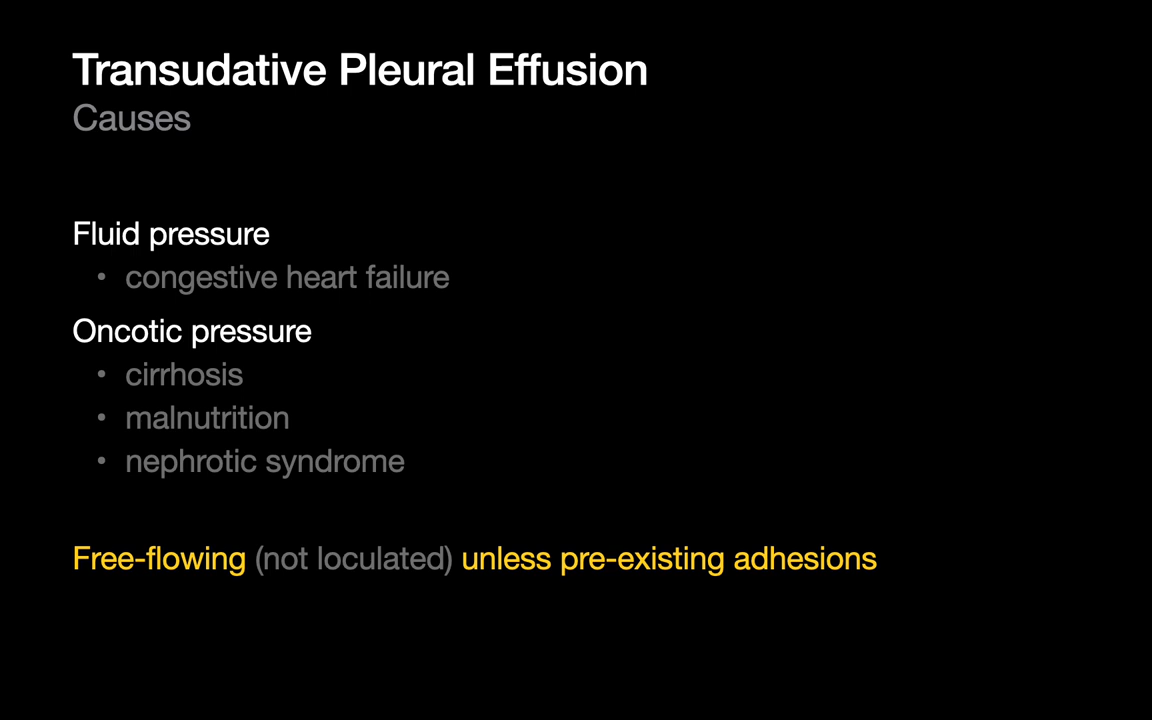 Transudative Pleural Effusion
Causes
Fluid pressure
• congestive heart failure
Oncotic pressure
• cirrhosis
• malnutrition
• nephrotic syndrome
Free-flowing (not loculated) unless pre-existing adhesions